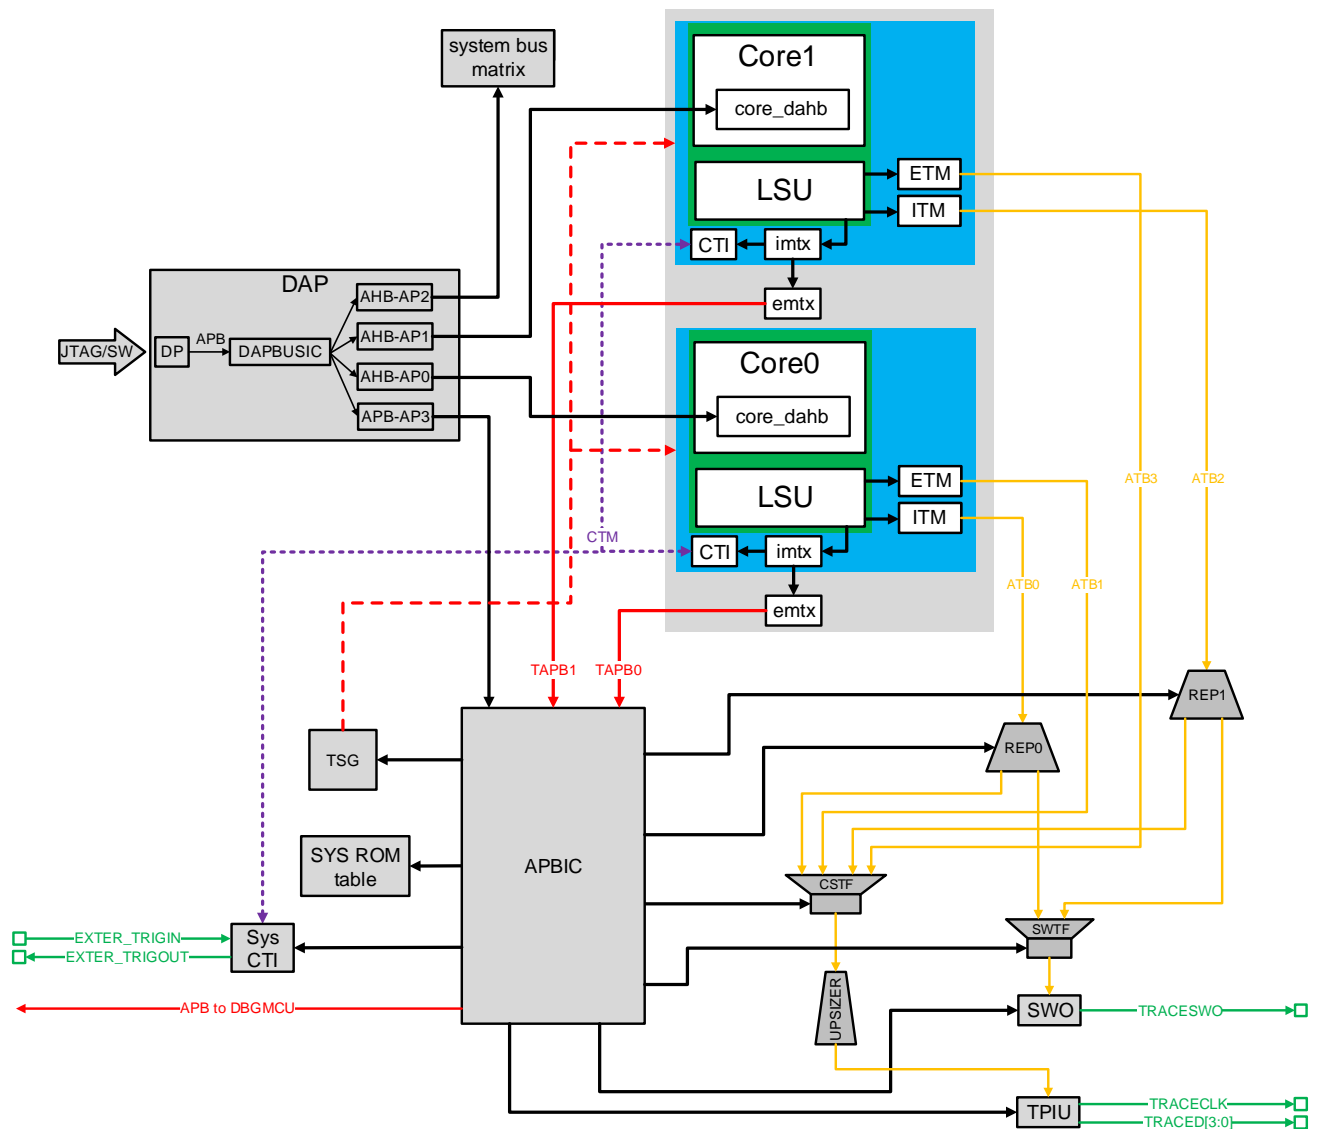 system bus
matrix
Core1
core_dahb
LSU
ETM
ITM
CTI
imtx
emtx
DAP
JTAG/SW
DP
APB
DAPBUSIC
AHB-AP2
AHB-AP1
AHB-AP0
APB-AP3
Core0
core_dahb
LSU
ETM
ITM
CTI
imtx
emtx
CTM
ATB3
ATB2
ATB0
ATB1
TAPB1
TAPB0
REP1
REP0
TSG
SYS ROM
table
APBIC
CSTF
SWTF
EXTER_TRIGIN
EXTER_TRIGOUT
Sys
CTI
APB to DBGMCU
UPSIZER
SWO
TRACESWO
TPIU
TRACECLK
TRACED[3:0]